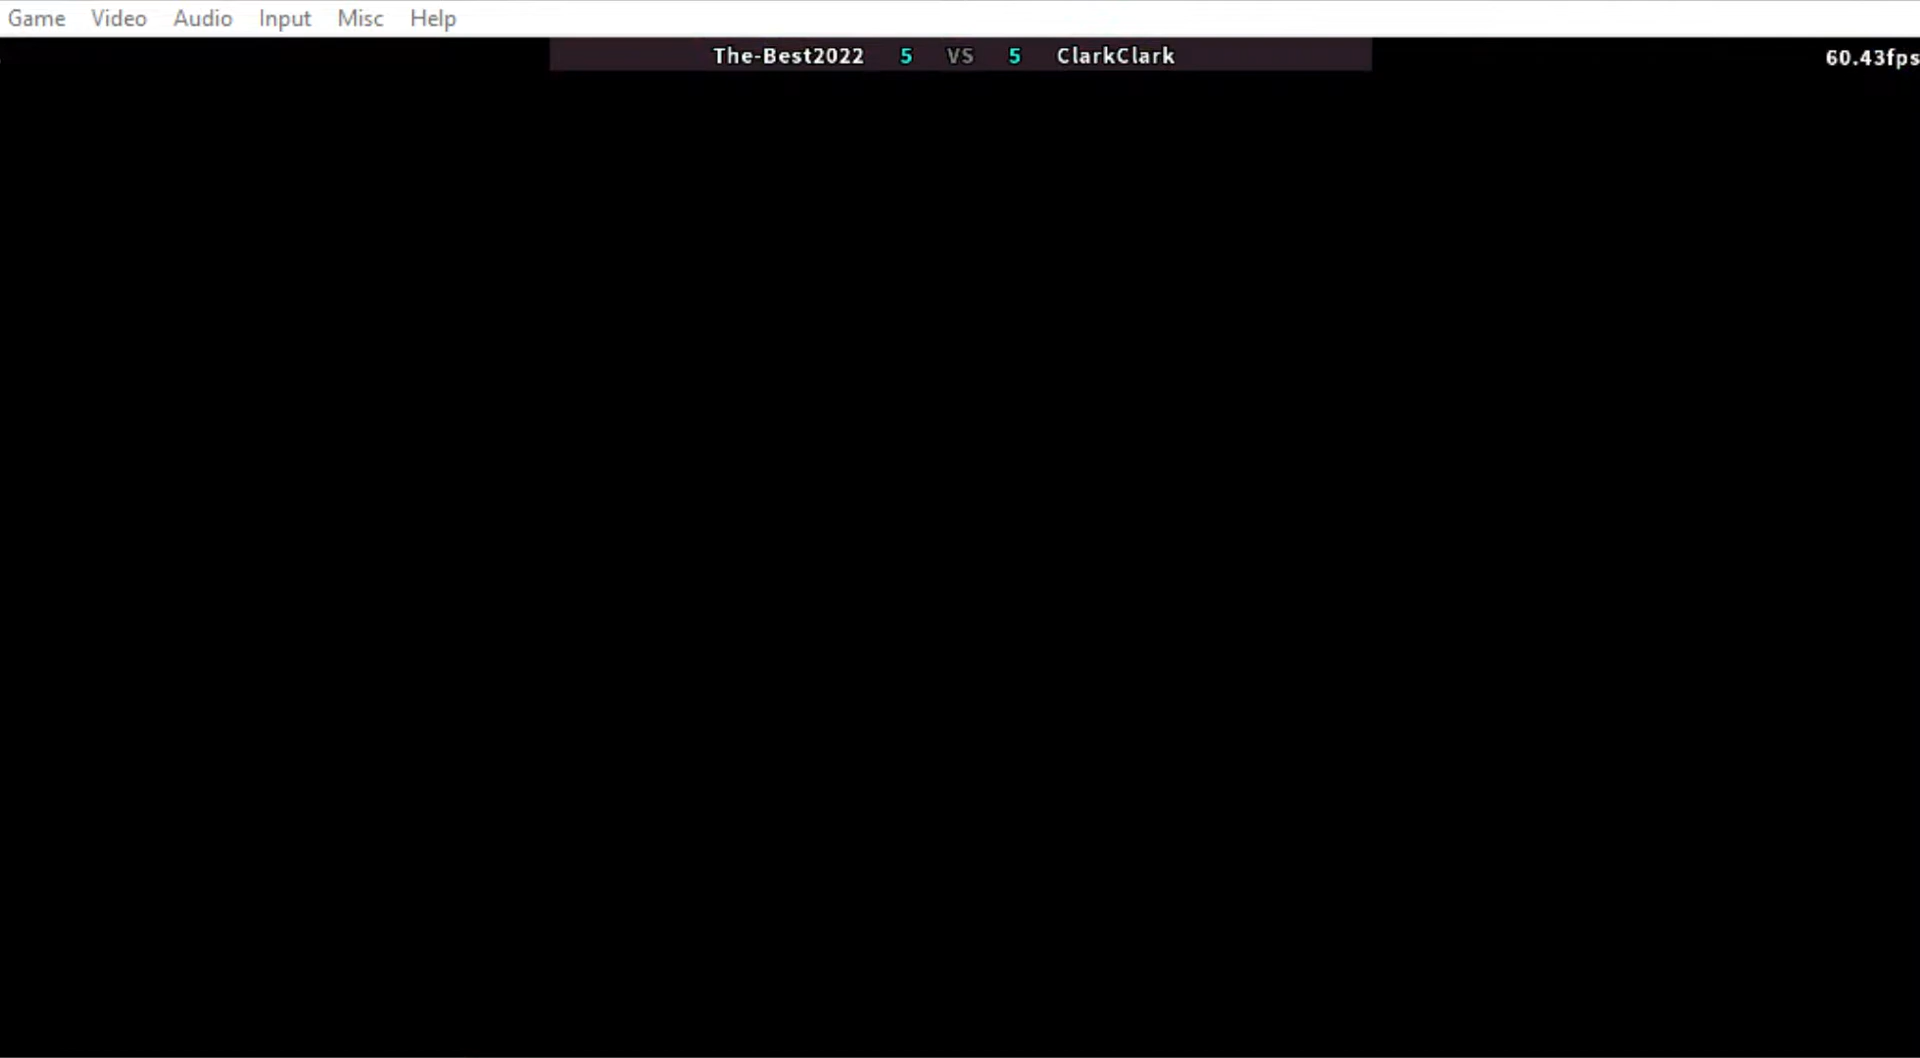 Game Video Audio Input Misc Help
The-Best2022 5 VS 5 ClarkClark
60.43fps